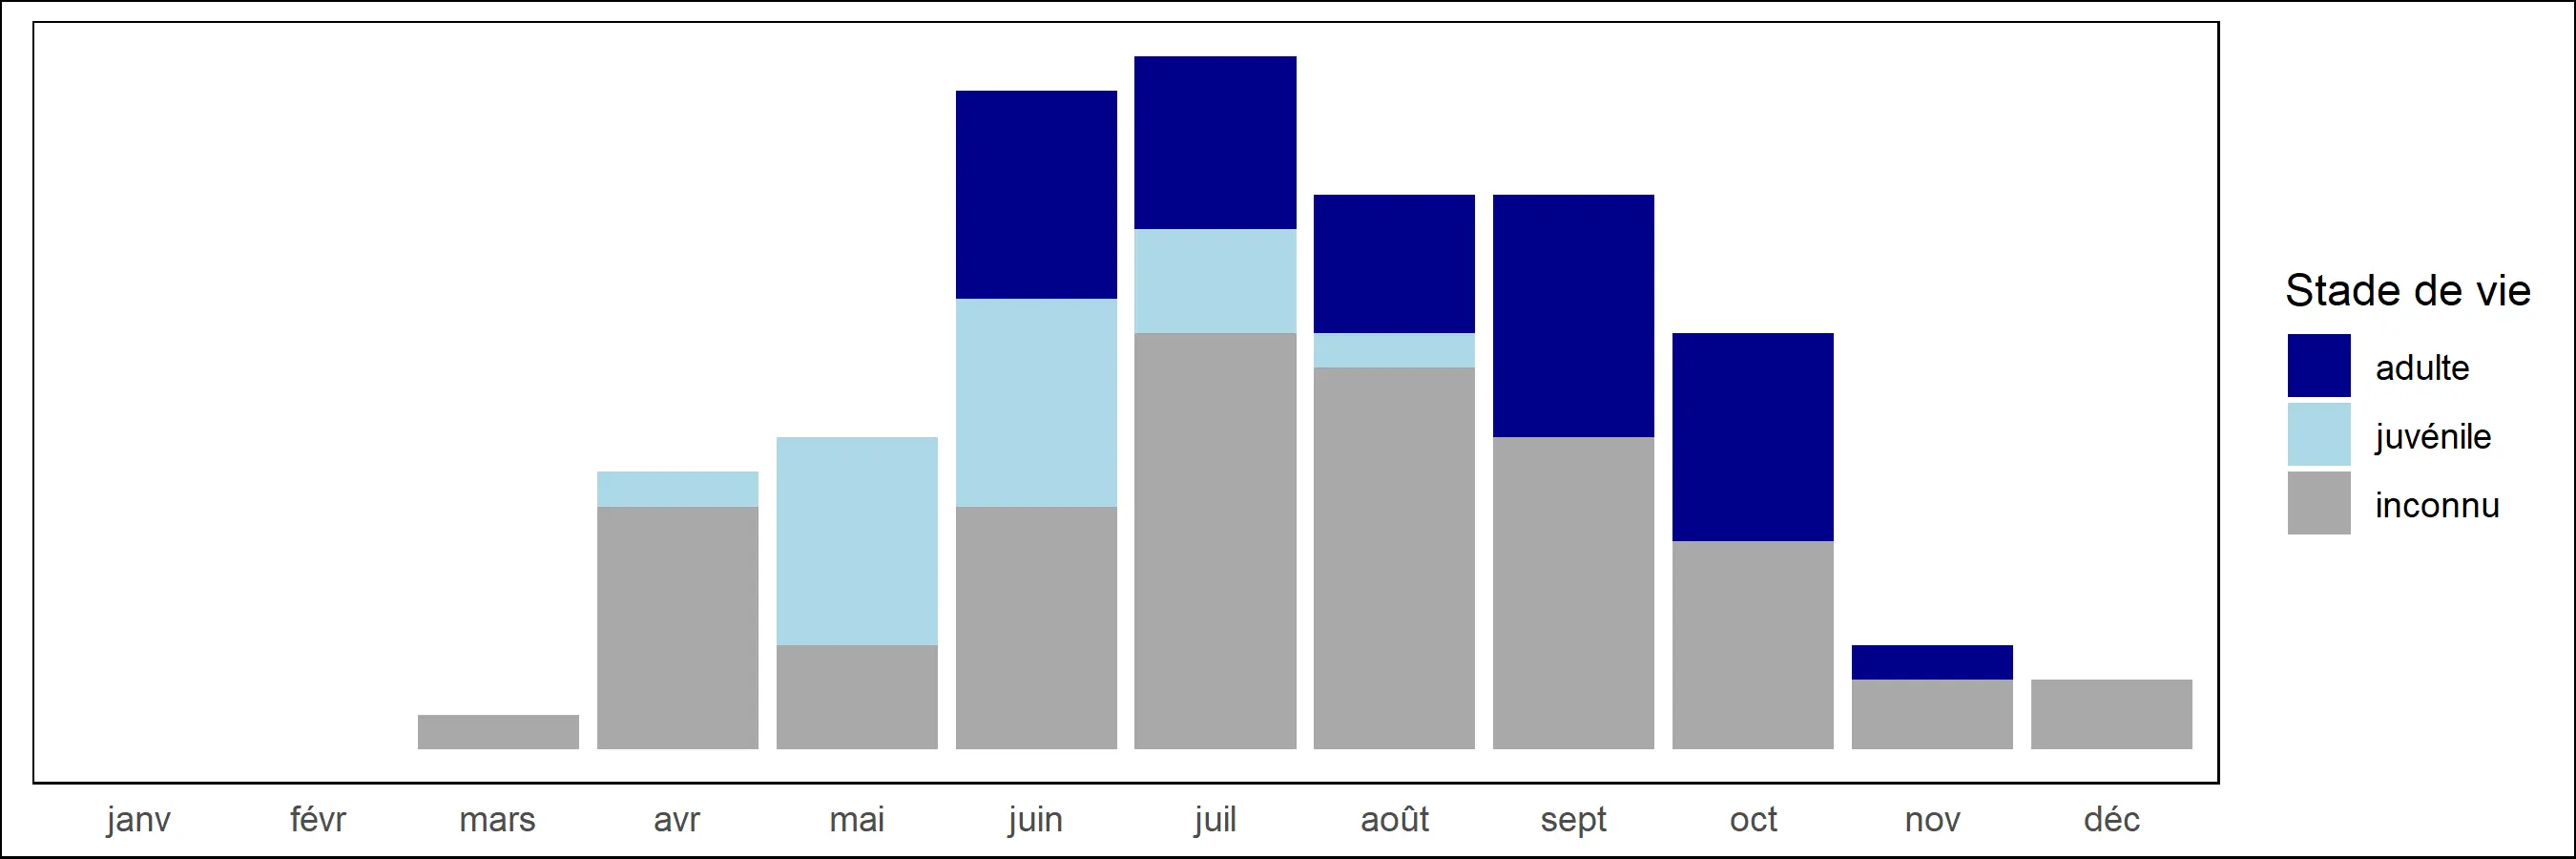 Stade de vie
adulte
juvénile
inconnu
janv févr mars avr mai juin juil août sept oct nov déc